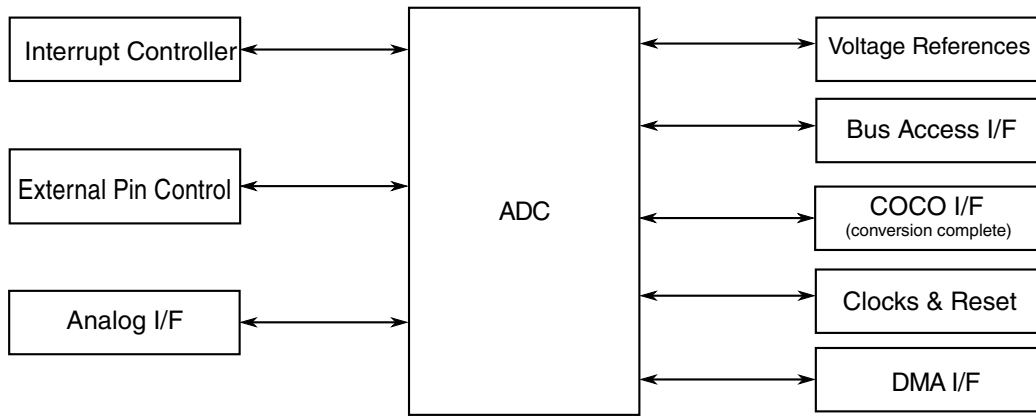 Interrupt Controller
External Pin Control
Analog I/F
ADC
Voltage References
Bus Access I/F
COCO I/F
(conversion complete)
Clocks & Reset
DMA I/F